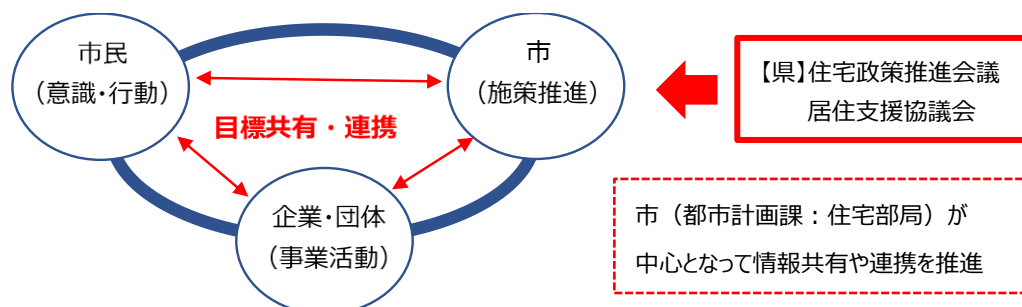 市民
（意識・行動）
市
（施策推進）
目標共有・連携
企業・団体
（事業活動）
【県】住宅政策推進会議
居住支援協議会
市（都市計画課：住宅部局）が
中心となって情報共有や連携を推進